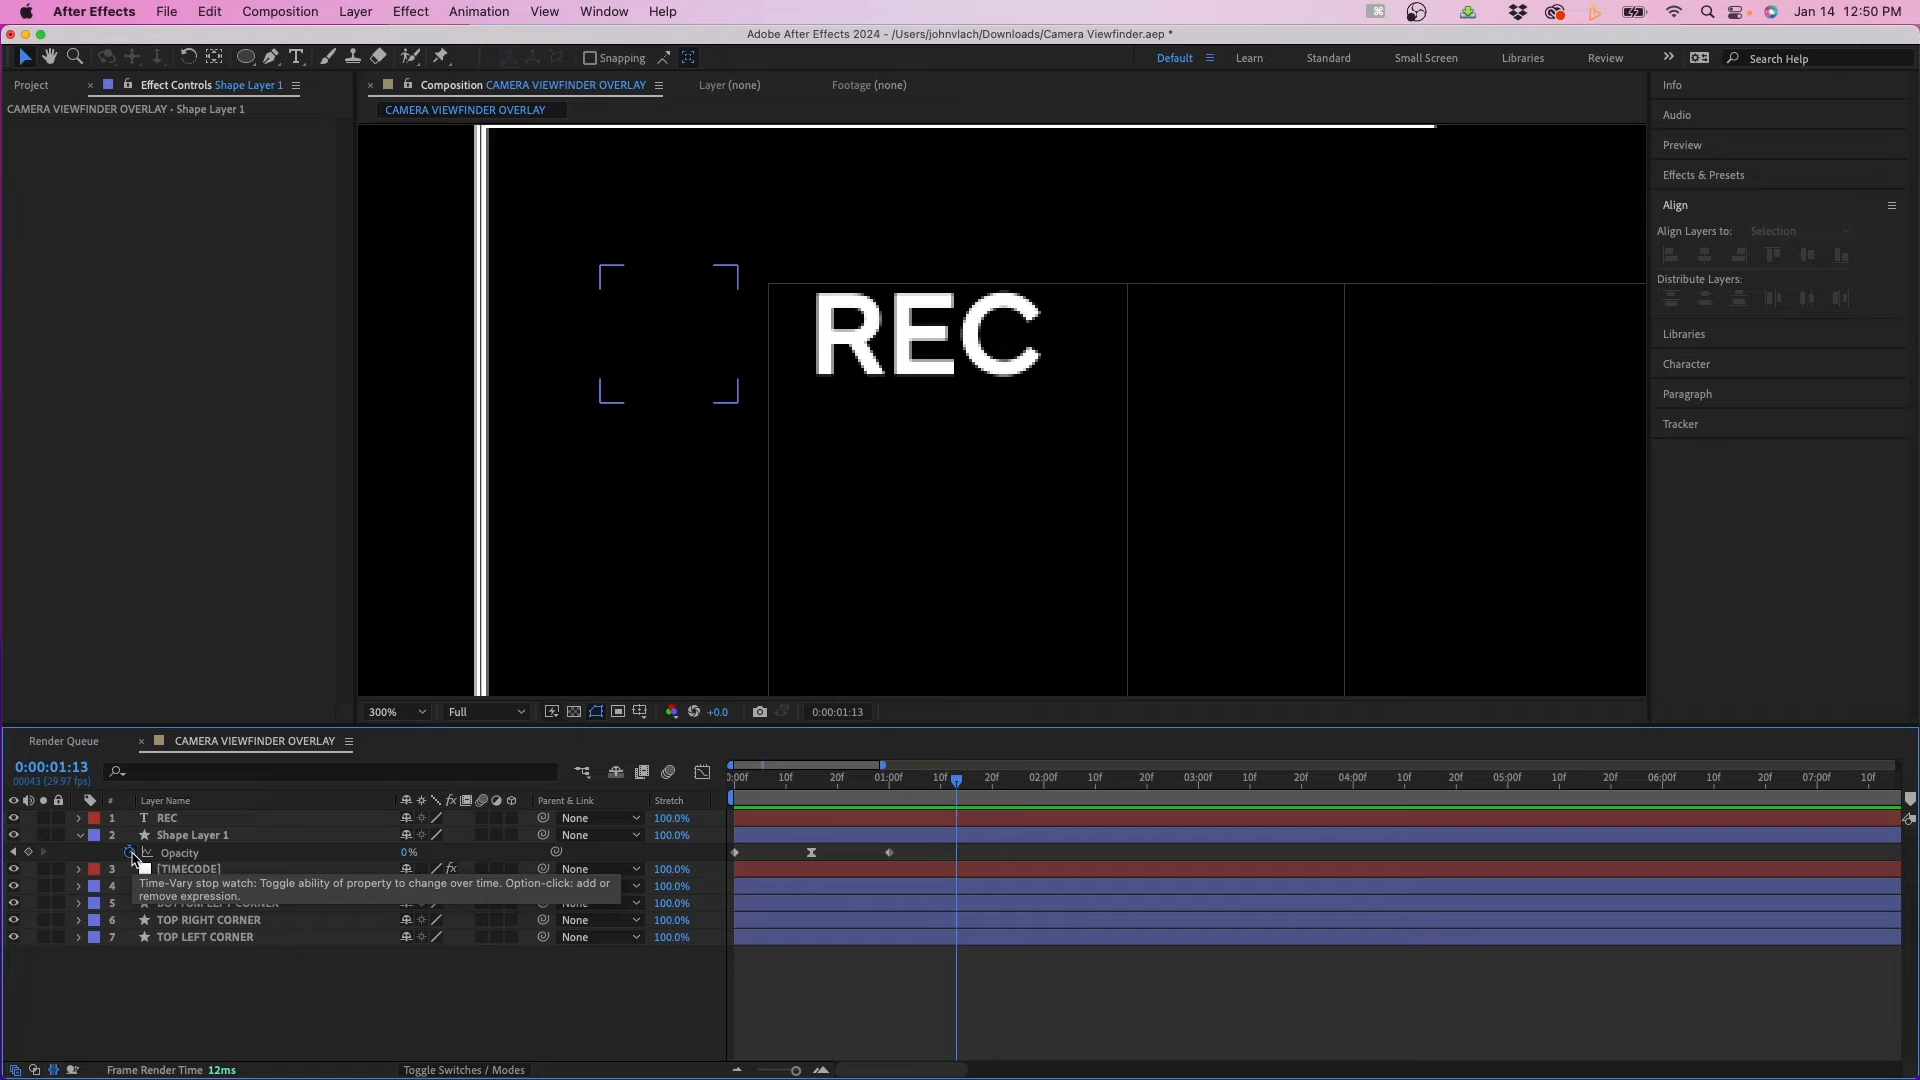 After Effects File Edit Composition Layer Effect Animation View Window Help Jan 14 12:50 PM
Adobe After Effects 2024 - /Users/johnvlach/Downloads/Camera Viewfinder.aep *
Snapping Default Learn Standard Small Screen Libraries Review Search Help
Project Effect Controls Shape Layer 1 Composition CAMERA VIEWFINDER OVERLAY Layer (none) Footage (none) Info
CAMERA VIEWFINDER OVERLAY • Shape Layer 1
CAMERA VIEWFINDER OVERLAY
Audio
Preview
Effects & Presets
Align
Align Layers to: Selection
Distribute Layers:
Libraries
Character
Paragraph
Tracker
REC
300% Full +0.0 0:00:01:13
Render Queue CAMERA VIEWFINDER OVERLAY
0:00:01:13
00043 (29.97 fps)
0:00f 10f 20f 01:00f 10f 20f 02:00f 10f 20f 03:00f 10f 20f 04:00f 10f 20f 05:00f 10f 20f 06:00f 10f 20f 07:00f 10f
# Layer Name fx Parent & Link Stretch
1 T REC None 100.0%
2 Shape Layer 1 None 100.0%
Opacity 0%
3 [TIMECODE] fx None 100.0%
4 100.0%
Time-Vary stop watch: Toggle ability of property to change over time. Option-click: add or
remove expression.
5 BOTTOM LEFT CORNER None 100.0%
6 TOP RIGHT CORNER None 100.0%
7 TOP LEFT CORNER None 100.0%
Frame Render Time 12ms Toggle Switches / Modes